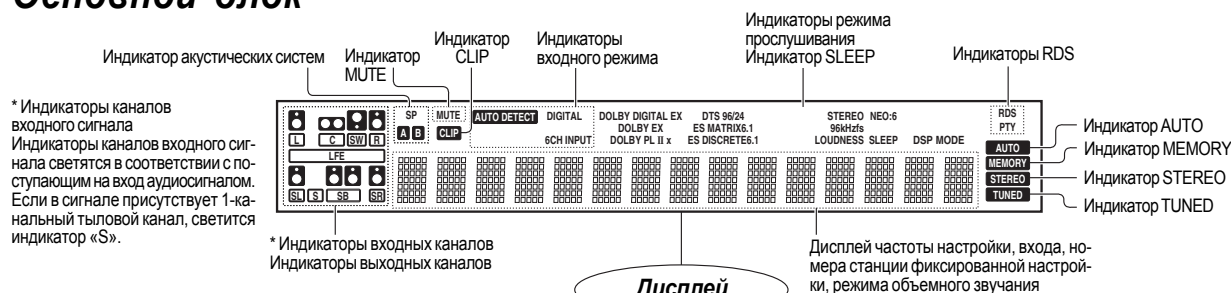 Основной блок
Индикатор акустических систем
Индикатор
MUTE
Индикатор
CLIP
Индикаторы
входного режима
Индикаторы режима
прослушивания
Индикатор SLEEP
Индикаторы RDS
* Индикаторы каналов
входного сигнала
Индикаторы каналов входного сиг-
нала светятся в соответствии с по-
ступающим на вход аудиосигналом.
Если в сигнале присутствует 1-ка-
нальный тыловой канал, светится
индикатор «S».
SP MUTE AUTO DETECT DIGITAL DOLBY DIGITAL EX DTS 96/24 STEREO NEO:6
A B CLIP DOLBY EX ES MATRIX6.1 96kHzfs
6CH INPUT DOLBY PL II x ES DISCRETE6.1 LOUDNESS SLEEP DSP MODE
L C SW R
LFE
SL S SB SR
RDS
PTY
AUTO
MEMORY
STEREO
TUNED
Индикатор AUTO
Индикатор MEMORY
Индикатор STEREO
Индикатор TUNED
* Индикаторы входных каналов
Индикаторы выходных каналов
Дисплей
Дисплей частоты настройки, входа, но-
мера станции фиксированной настрой-
ки, режима объемного звучания